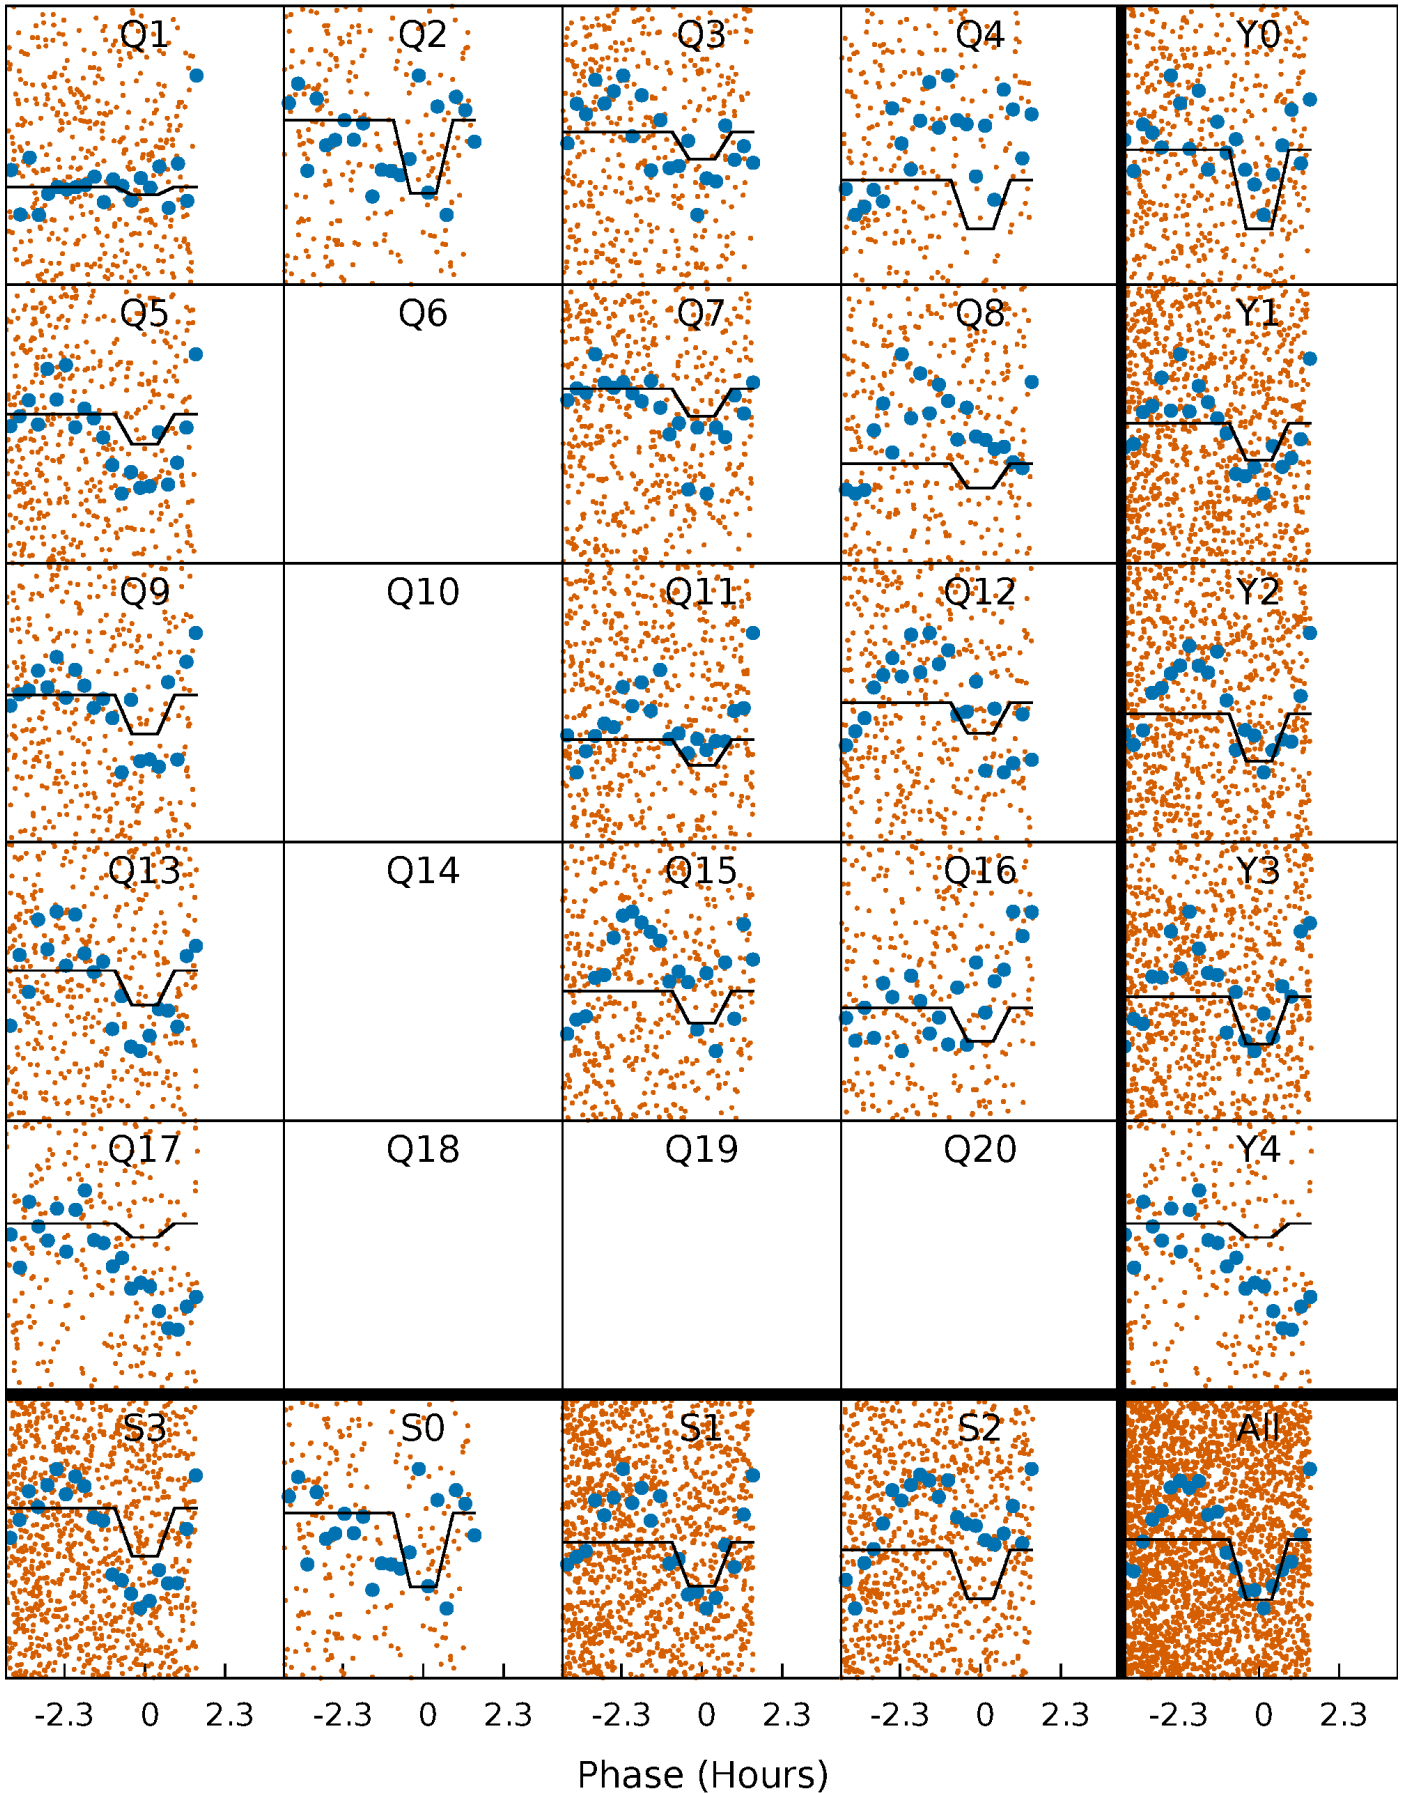 Q1 Q2 Q3 Q4 Y0
Q5 Q6 Q7 Q8 Y1
Q9 Q10 Q11 Q12 Y2
Q13 Q14 Q15 Q16 Y3
Q17 Q18 Q19 Q20 Y4
S3 S0 S1 S2 All
-2.3 0 2.3 -2.3 0 2.3 -2.3 0 2.3 -2.3 0 2.3 -2.3 0 2.3
Phase (Hours)